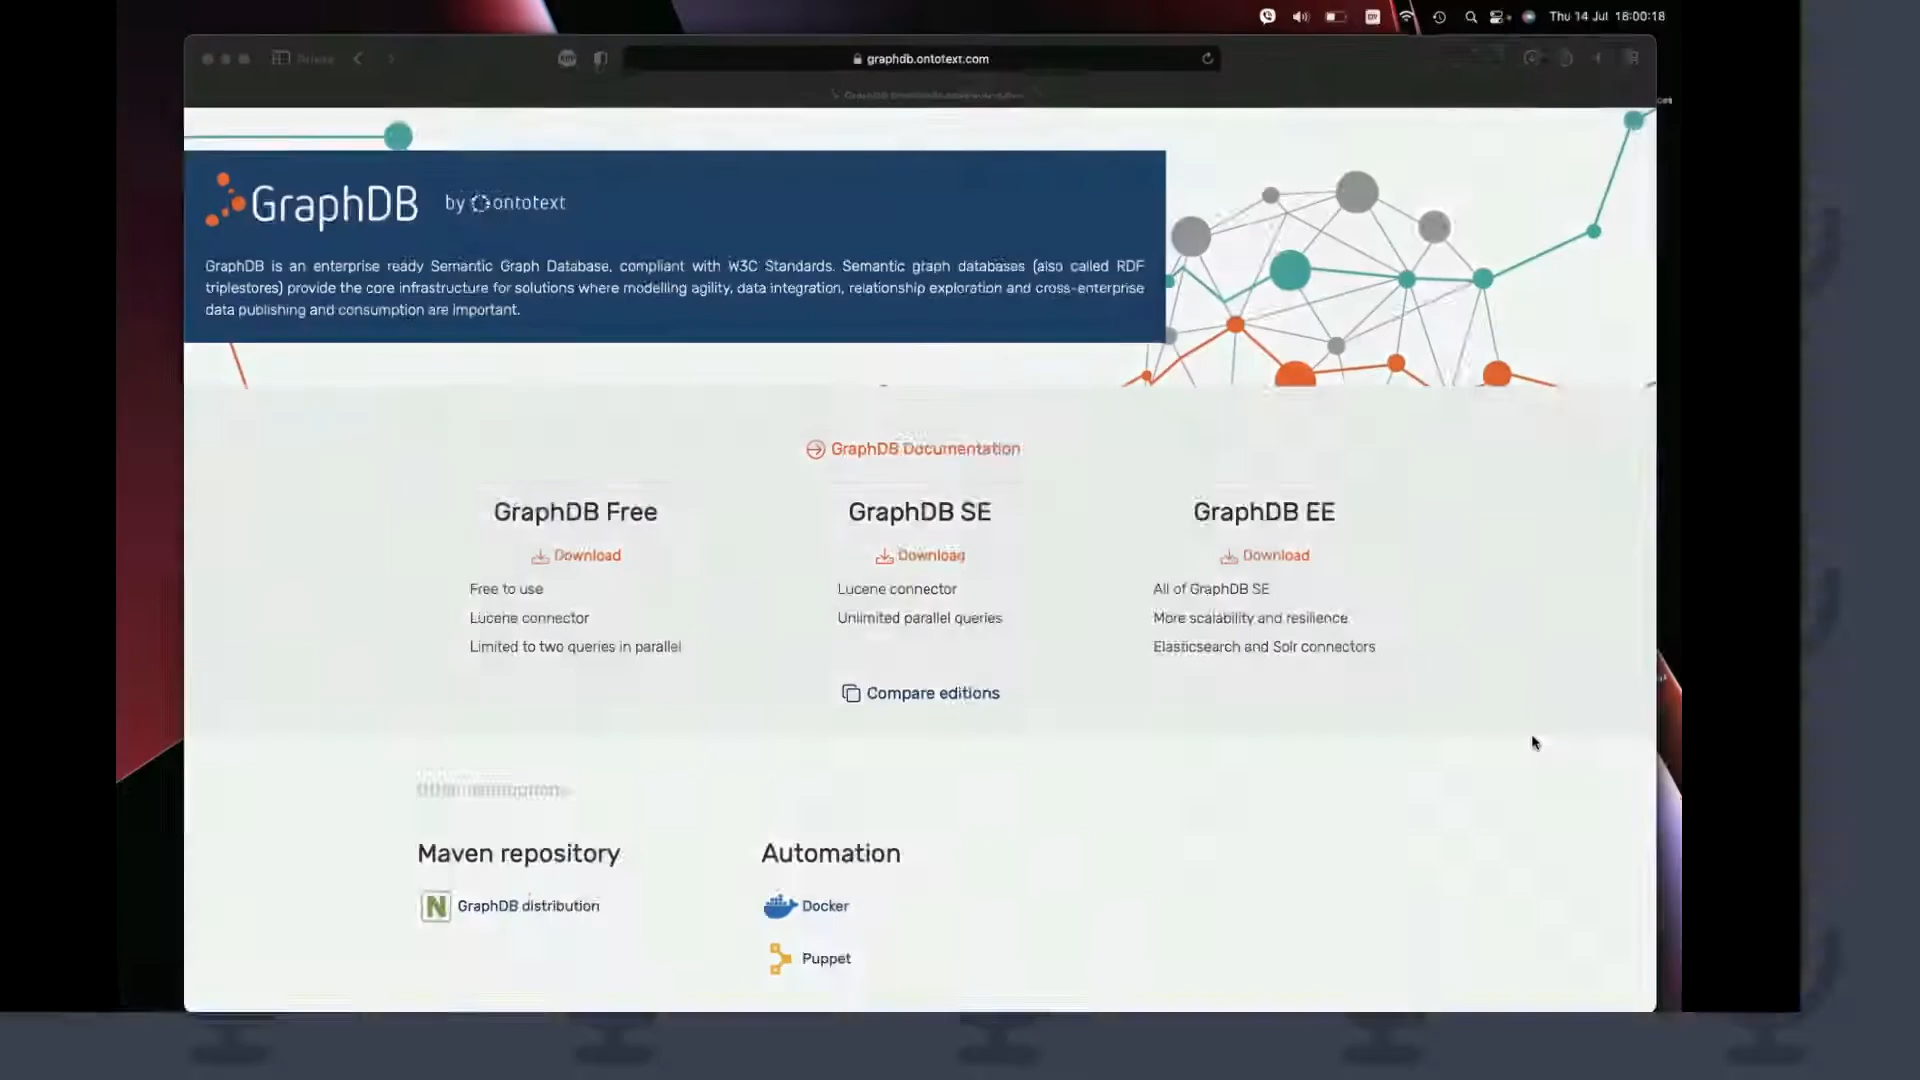 Thu 14 Jul 18:00:18
graphdb.ontotext.com
GraphDB by ontotext
GraphDB is an enterprise ready Semantic Graph Database, compliant with W3C Standards. Semantic graph databases (also called RDF
triplestores) provide the core infrastructure for solutions where modelling agility, data integration, relationship exploration and cross-enterprise
data publishing and consumption are important.
GraphDB Documentation
GraphDB Free
Download
Free to use
Lucene connector
Limited to two queries in parallel
GraphDB SE
Download
Lucene connector
Unlimited parallel queries
GraphDB EE
Download
All of GraphDB SE
More scalability and resilience
Elasticsearch and Solr connectors
Compare editions
Maven repository
GraphDB distribution
Automation
Docker
Puppet